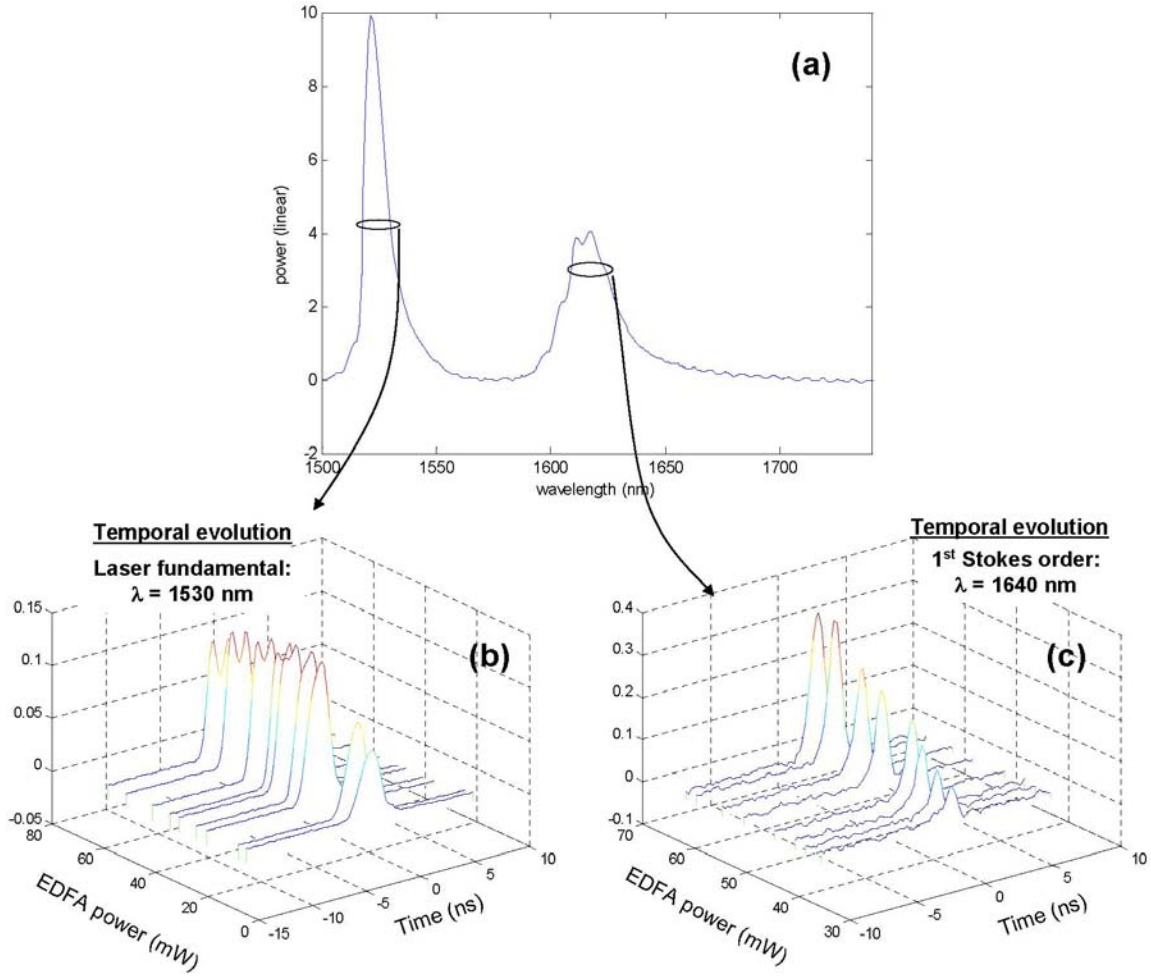 10
(a)
8
6
power (linear)
4
2
0
-2
1500
1550
1600
1650
1700
wavelength (nm)
Temporal evolution
Laser fundamental:
λ = 1530 nm
0.15
(b)
0.1
0.05
0
-0.05
80
60
40
20
0
EDFA power (mW)
-15
-10
-5
0
5
10
Time (ns)
Temporal evolution
1st Stokes order:
λ = 1640 nm
0.4
(c)
0.3
0.2
0.1
0
-0.1
70
60
50
40
30
EDFA power (mW)
-10
-5
0
5
10
Time (ns)